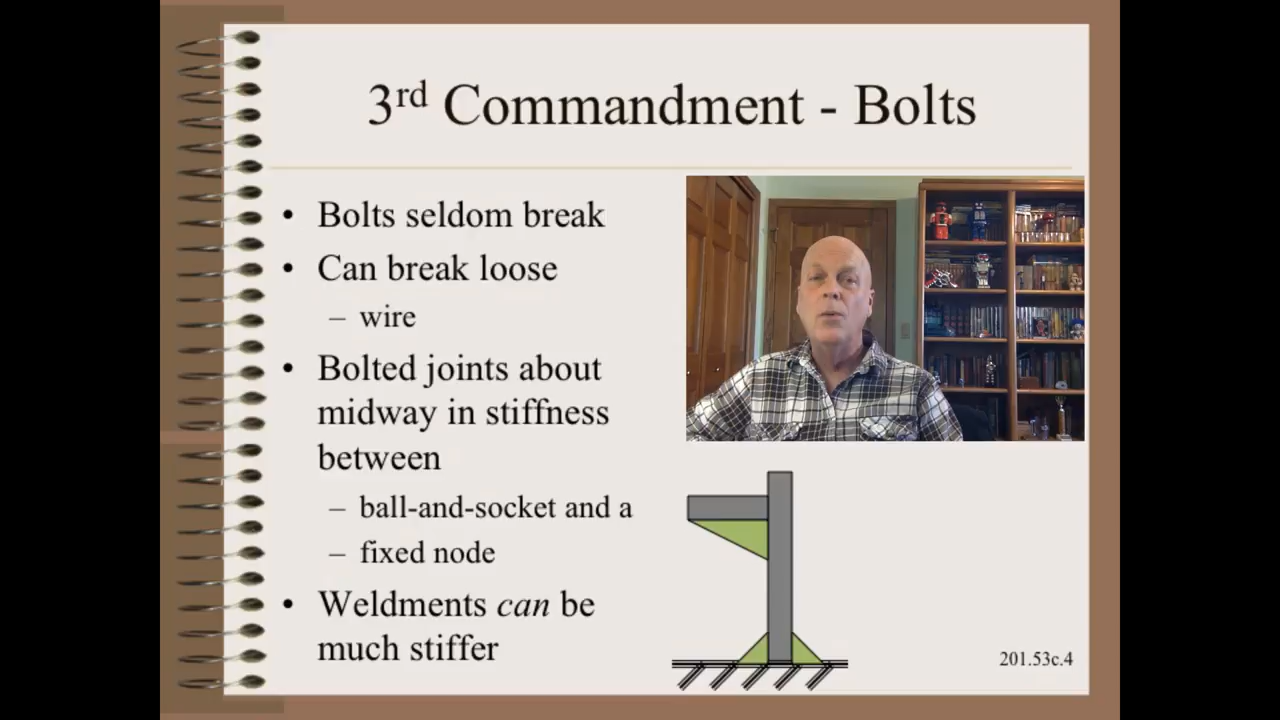 3rd Commandment - Bolts
• Bolts seldom break
• Can break loose
– wire
• Bolted joints about
midway in stiffness
between
– ball-and-socket and a
– fixed node
• Weldments can be
much stiffer
201.53c.4